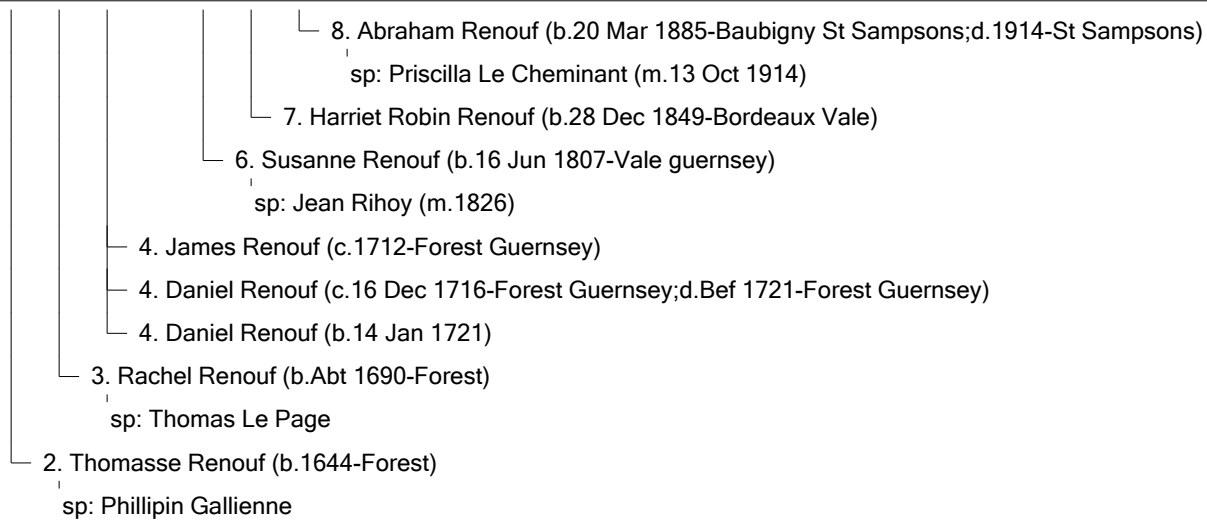 8. Abraham Renouf (b.20 Mar 1885-Baubigny St Sampsons;d.1914-St Sampsons)
sp: Priscilla Le Cheminant (m.13 Oct 1914)
7. Harriet Robin Renouf (b.28 Dec 1849-Bordeaux Vale)
6. Susanne Renouf (b.16 Jun 1807-Vale guernsey)
sp: Jean Rihoy (m.1826)
4. James Renouf (c.1712-Forest Guernsey)
4. Daniel Renouf (c.16 Dec 1716-Forest Guernsey;d.Bef 1721-Forest Guernsey)
4. Daniel Renouf (b.14 Jan 1721)
3. Rachel Renouf (b.Abt 1690-Forest)
sp: Thomas Le Page
2. Thomasse Renouf (b.1644-Forest)
sp: Phillipin Gallienne